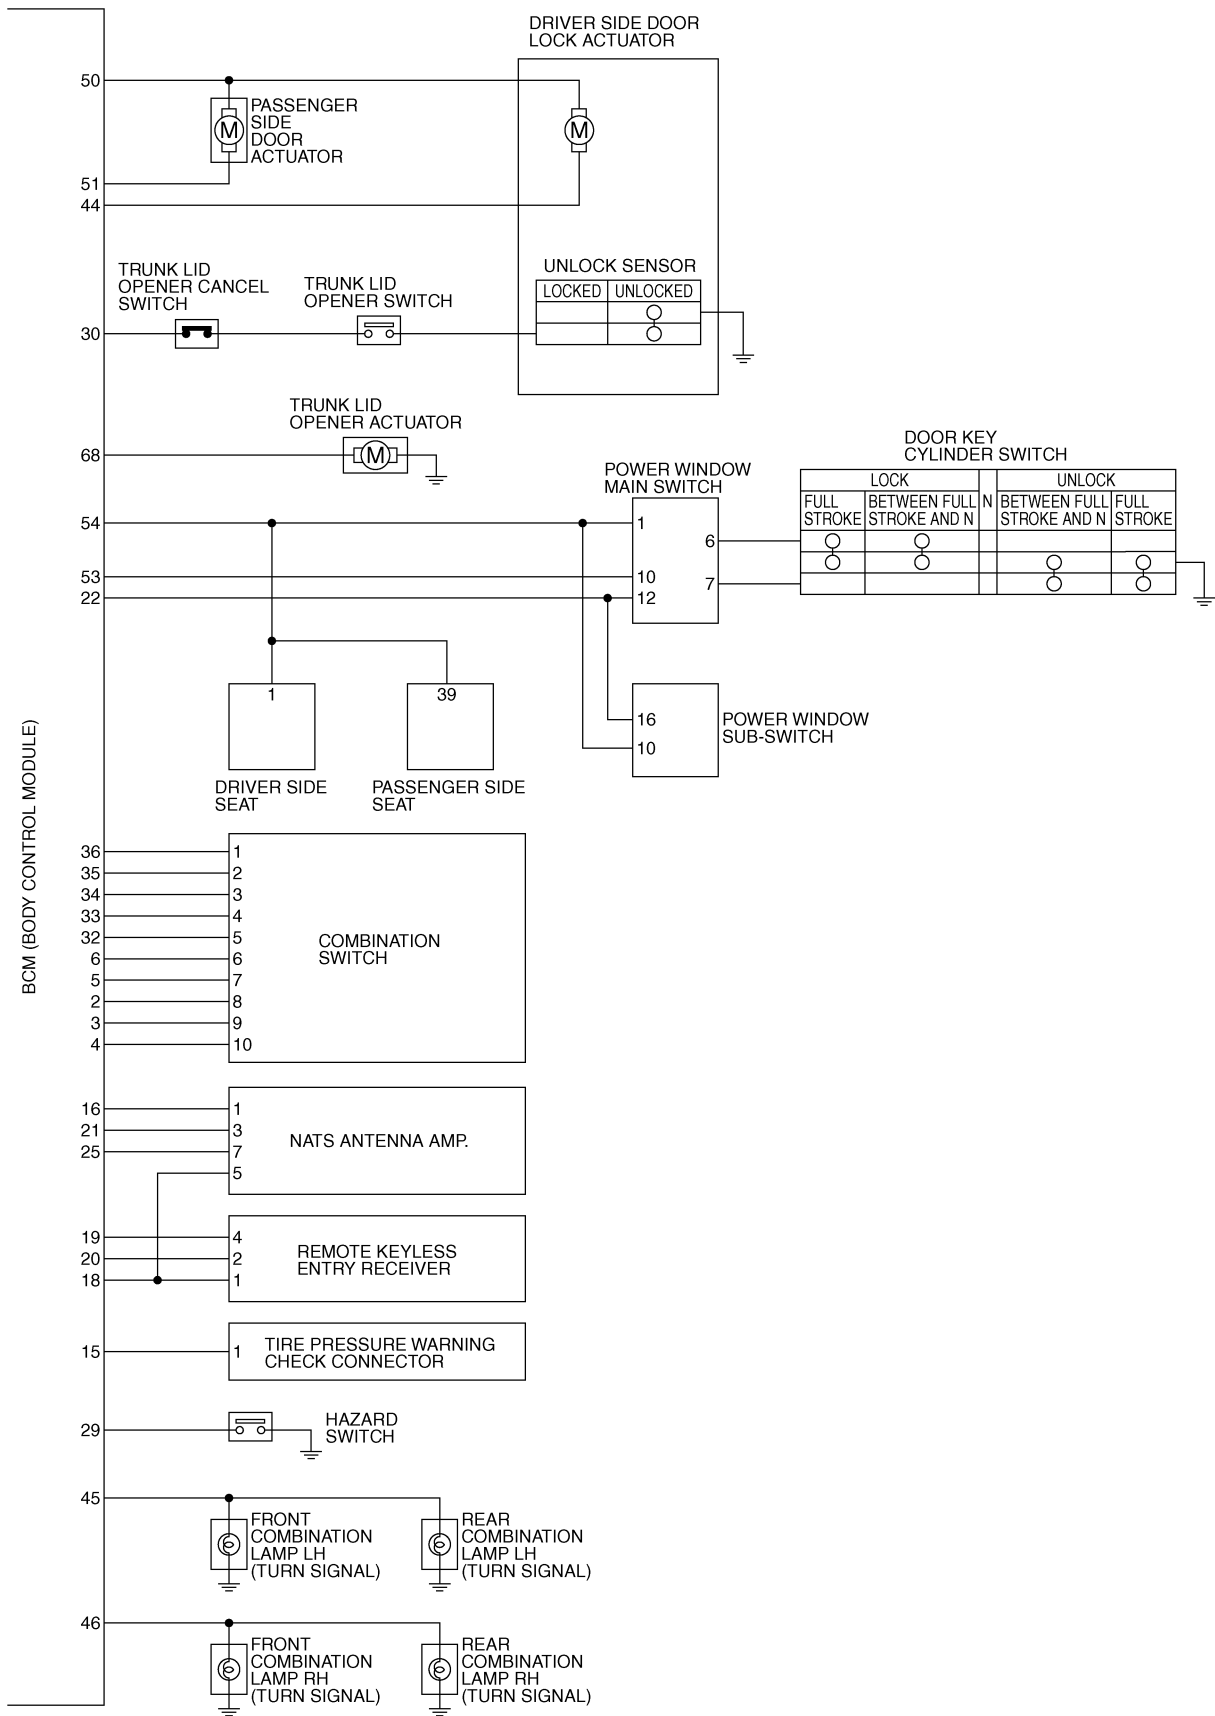 DRIVER SIDE DOOR
LOCK ACTUATOR
50
PASSENGER
SIDE
DOOR
ACTUATOR
M
M
51
44
TRUNK LID
OPENER CANCEL
SWITCH
TRUNK LID
OPENER SWITCH
UNLOCK SENSOR
LOCKED UNLOCKED
30
TRUNK LID
OPENER ACTUATOR
M
68
POWER WINDOW
MAIN SWITCH
DOOR KEY
CYLINDER SWITCH
LOCK UNLOCK
FULL
STROKE
BETWEEN FULL
STROKE AND N
N
BETWEEN FULL
STROKE AND N
FULL
STROKE
54
1
6
53
10
7
22
12
1
39
16
10
POWER WINDOW
SUB-SWITCH
DRIVER SIDE
SEAT
PASSENGER SIDE
SEAT
BCM (BODY CONTROL MODULE)
36 1
35 2
34 3
33 4
32 5
6 6
5 7
2 8
3 9
4 10
COMBINATION
SWITCH
16 1
21 3
25 7
5
NATS ANTENNA AMP.
19 4
20 2
18 1
REMOTE KEYLESS
ENTRY RECEIVER
15 1
TIRE PRESSURE WARNING
CHECK CONNECTOR
29
HAZARD
SWITCH
45
FRONT
COMBINATION
LAMP LH
(TURN SIGNAL)
REAR
COMBINATION
LAMP LH
(TURN SIGNAL)
46
FRONT
COMBINATION
LAMP RH
(TURN SIGNAL)
REAR
COMBINATION
LAMP RH
(TURN SIGNAL)